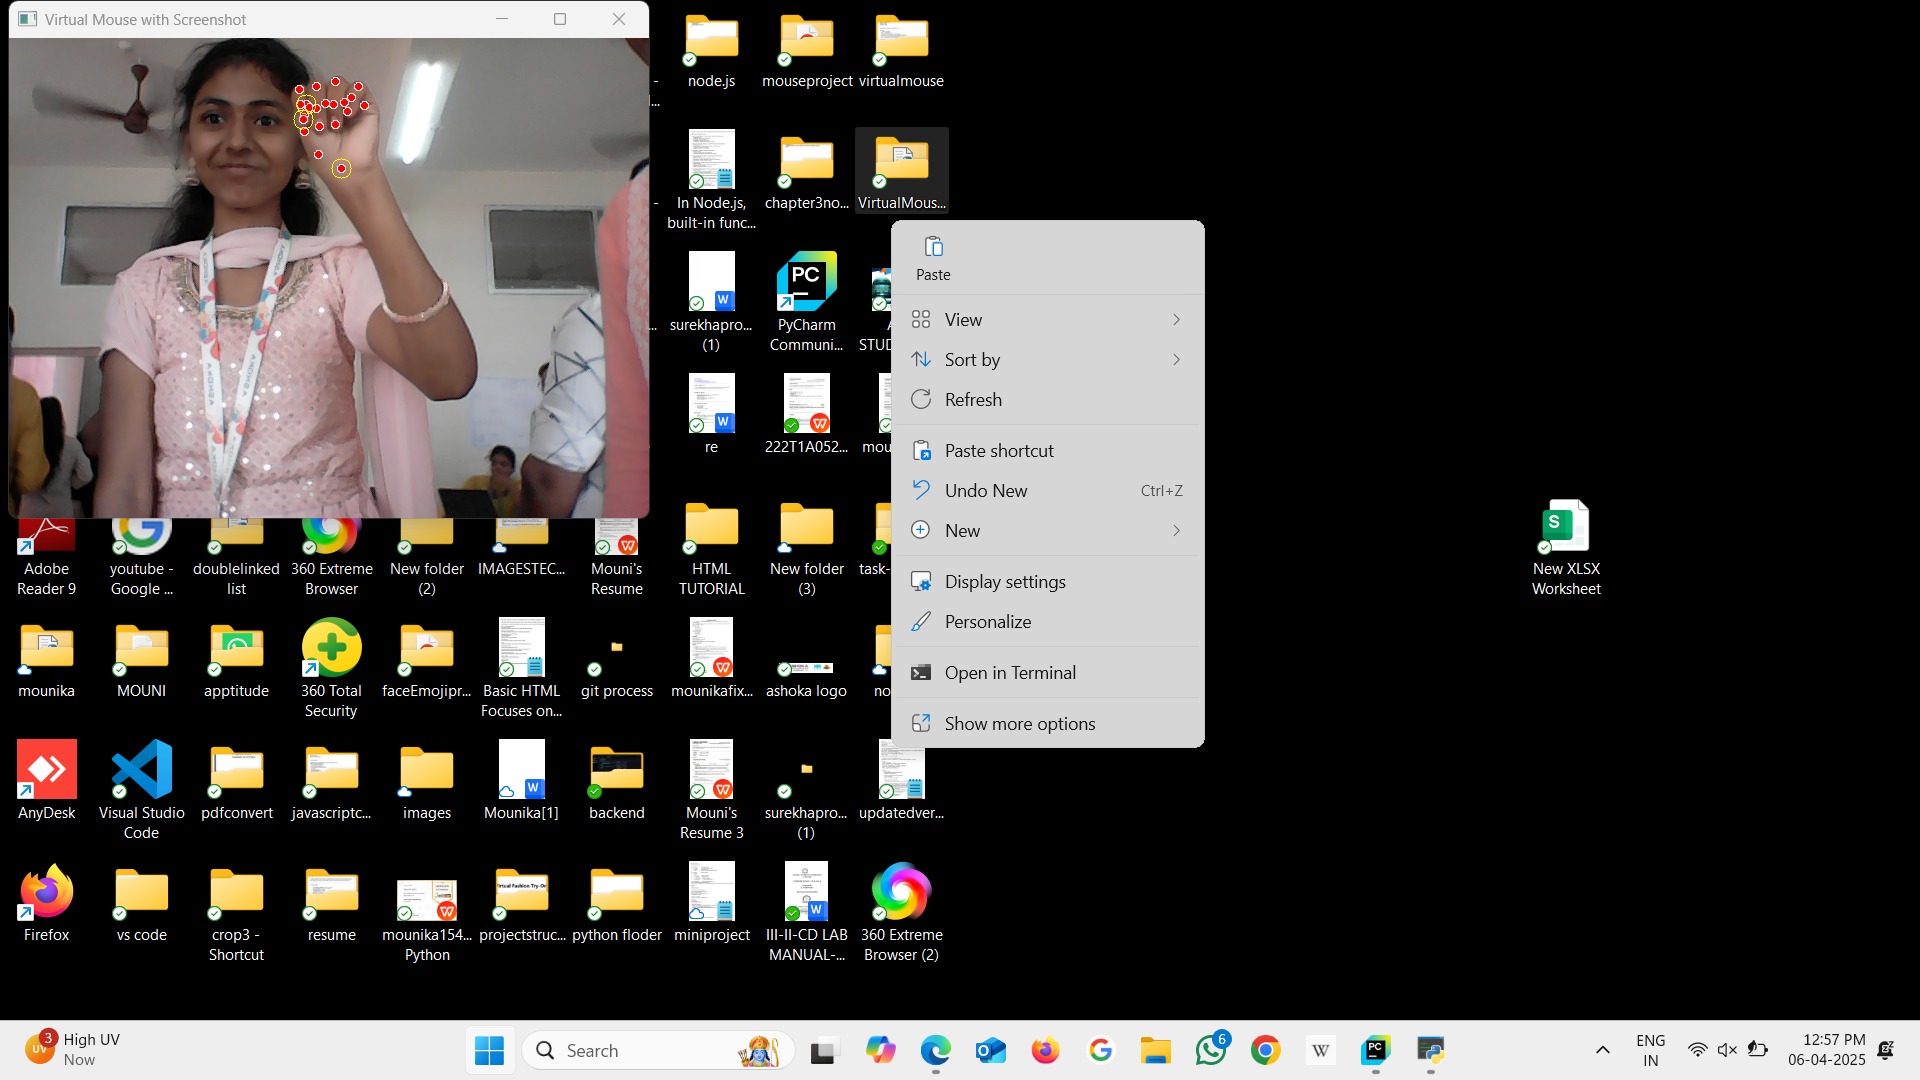 Virtual Mouse with Screenshot
node.js
mouseproject
virtualmouse
In Node.js,
built-in func...
chapter3no...
VirtualMous...
surekhapro...
(1)
PyCharm
Communi...
PC
re
222T1A052...
Paste
View
Sort by
Refresh
Paste shortcut
Undo New
Ctrl+Z
New
Display settings
Personalize
Open in Terminal
Show more options
Adobe
Reader 9
youtube -
Google ...
doublelinked
list
360 Extreme
Browser
New folder
(2)
IMAGESTEC...
Mouni's
Resume
HTML
TUTORIAL
New folder
(3)
task-
New XLSX
Worksheet
mounika
MOUNI
apptitude
360 Total
Security
faceEmojipr...
Basic HTML
Focuses on...
git process
mounikafix...
ashoka logo
no
AnyDesk
Visual Studio
Code
pdfconvert
javascriptc...
images
Mounika[1]
backend
Mouni's
Resume 3
surekhapro...
(1)
updatedver...
Firefox
vs code
crop3 -
Shortcut
resume
mounika154...
Python
projectstruc...
python floder
miniproject
III-II-CD LAB
MANUAL-...
360 Extreme
Browser (2)
3
UV
High UV
Now
Search
6
W
PC
ENG
IN
12:57 PM
06-04-2025